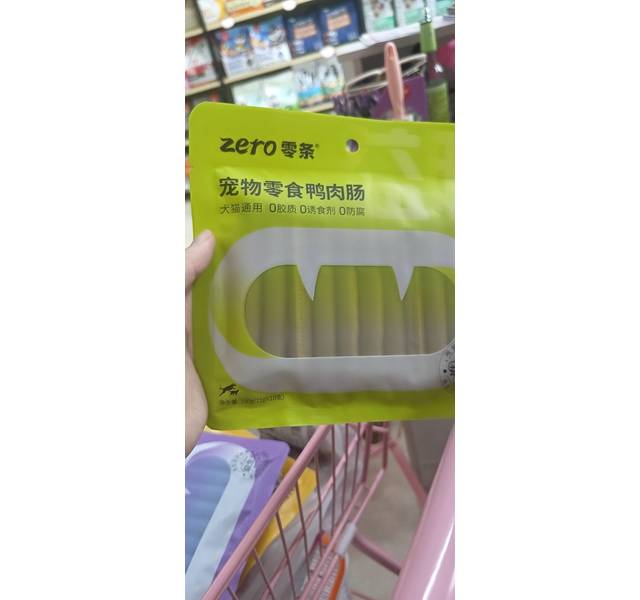 zero 零条®
宠物零食鸭肉肠
犬猫通用 0胶质 0诱食剂 0防腐